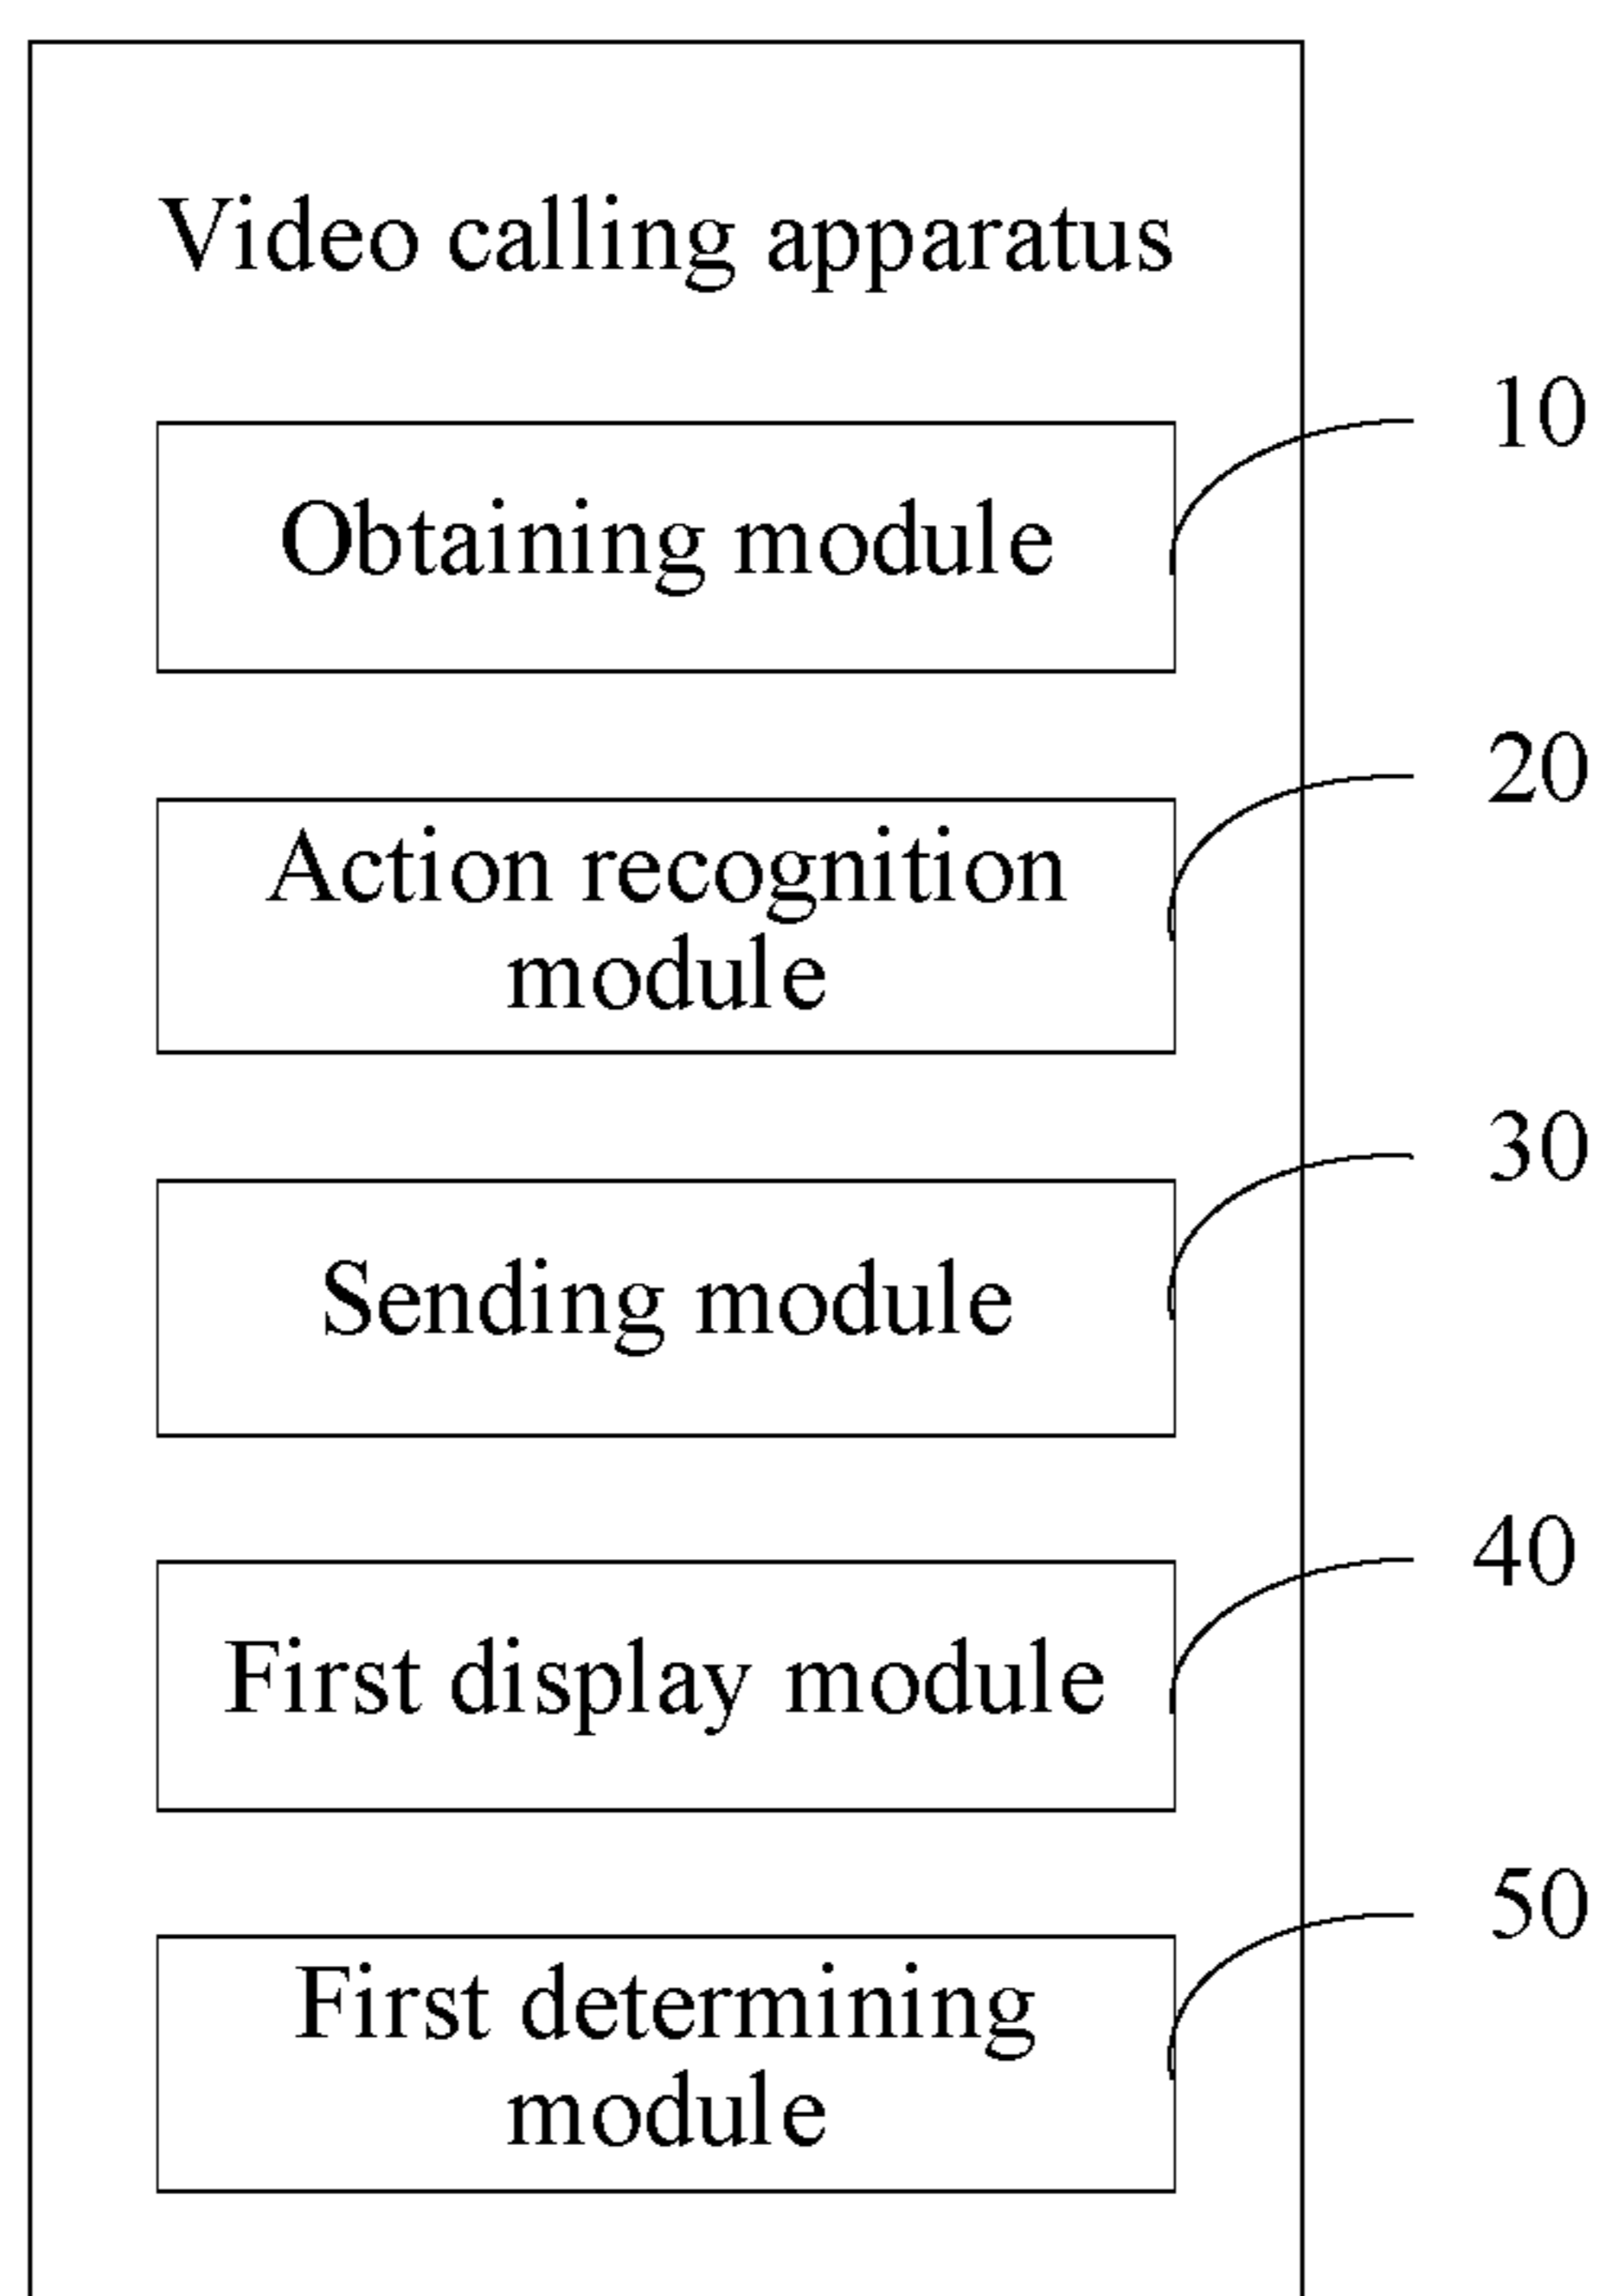 Video calling apparatus
10
Obtaining module
20
Action recognition
module
30
Sending module
40
First display module
50
First determining
module